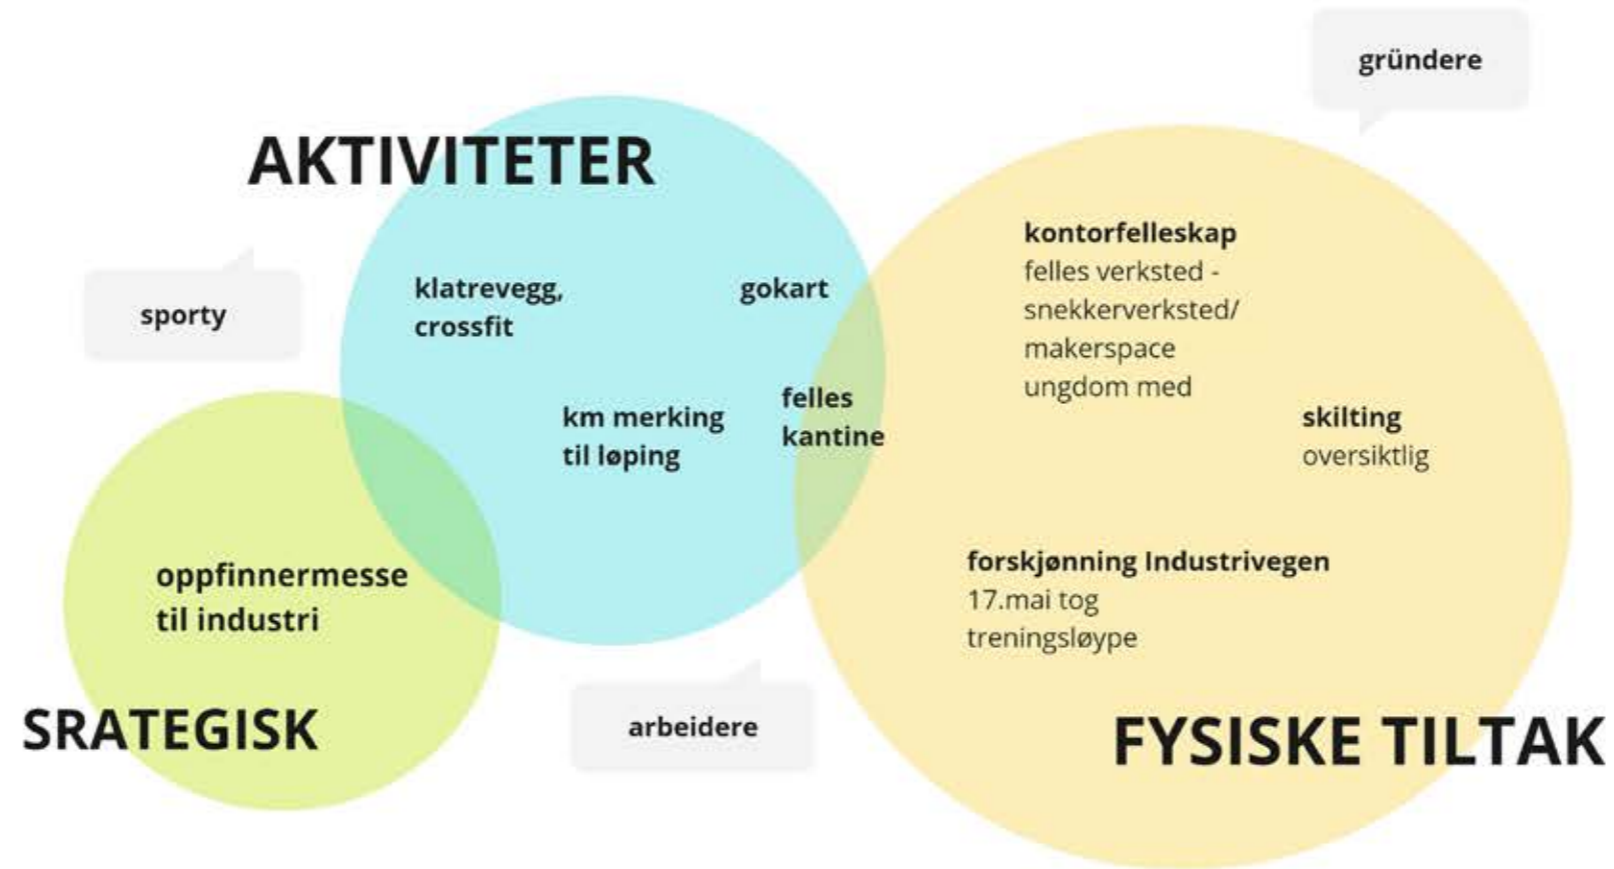 gründere
AKTIVITETER
sporty
klatrevegg,
crossfit
gokart
km merking
til løping
felles
kantine
kontorfelleskap
felles verksted -
snekkerverksted/
makerspace
ungdom med
skilting
oversiktlig
forskjønning Industrivegen
17.mai tog
treningsløype
oppfinnermesse
til industri
SRATEGISK
arbeidere
FYSISKE TILTAK